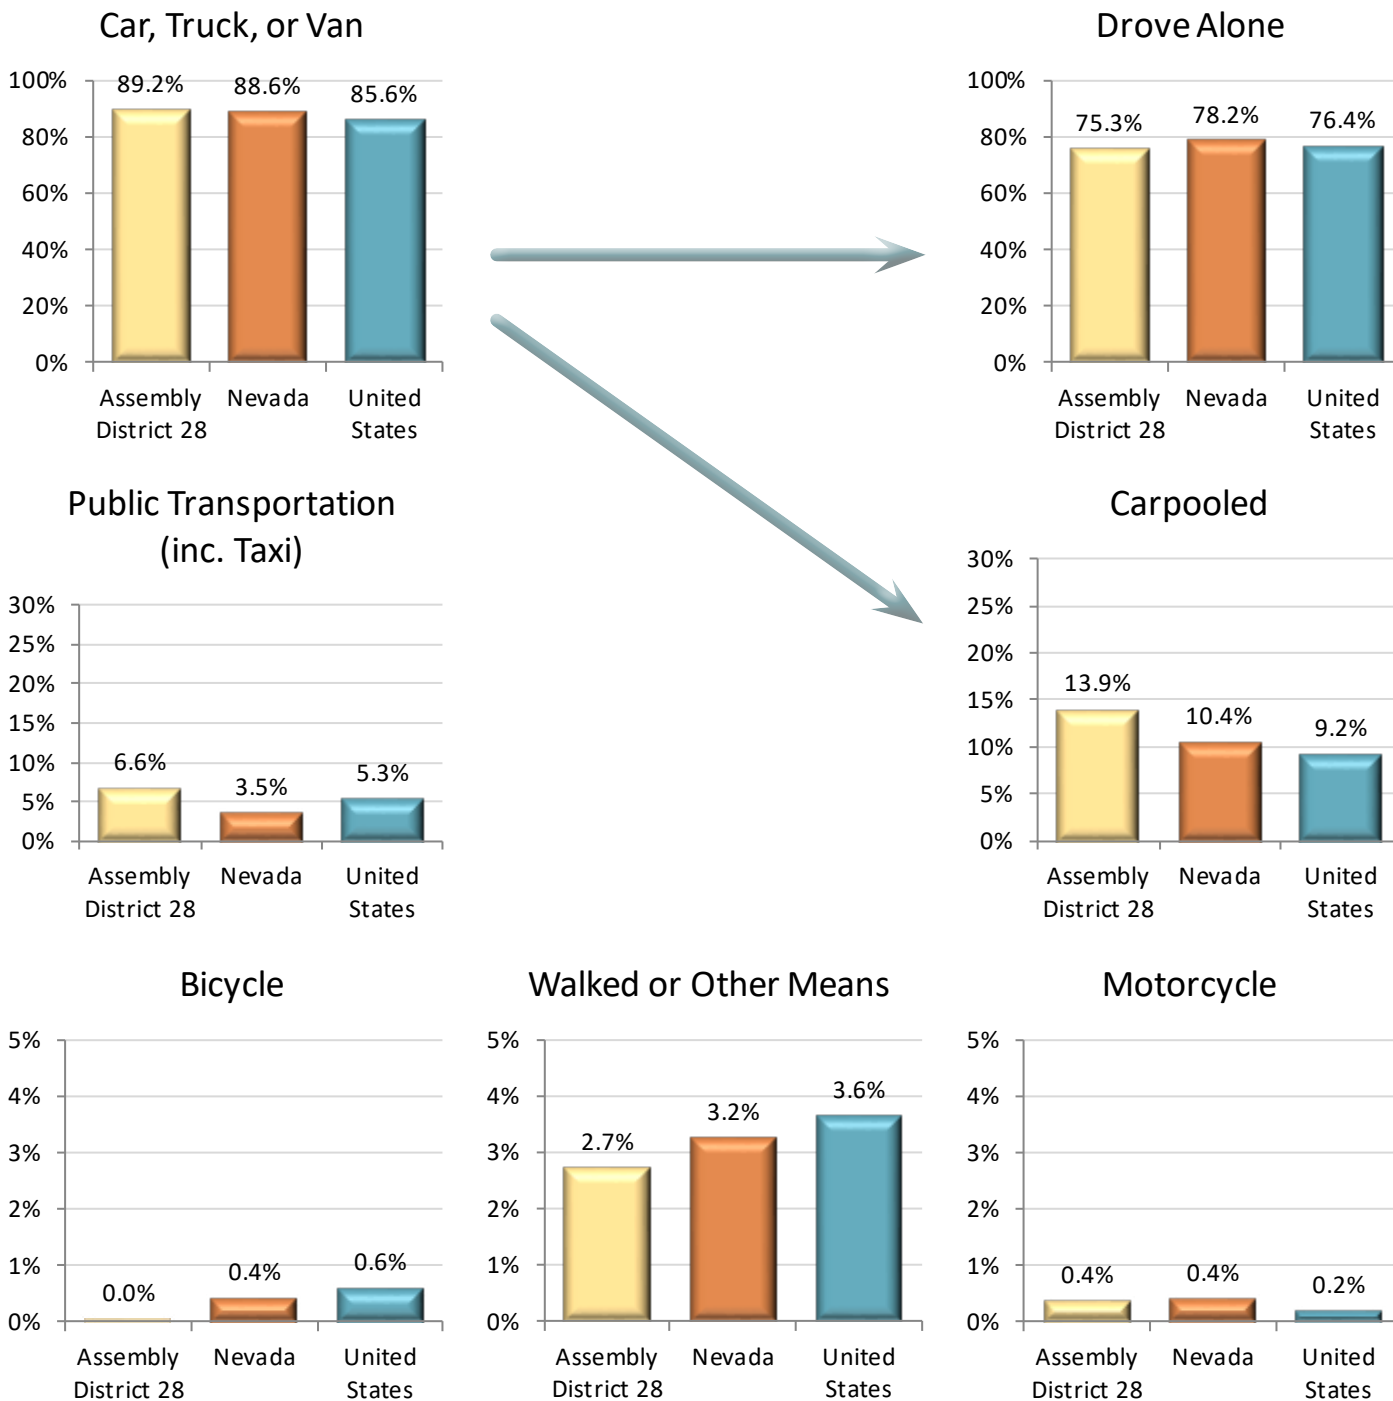 Car, Truck, or Van
100%
80%
60%
40%
20%
0%
89.2%
88.6%
85.6%
Assembly
District 28
Nevada
United
States
Drove Alone
100%
80%
60%
40%
20%
0%
75.3%
78.2%
76.4%
Assembly
District 28
Nevada
United
States
Public Transportation
(inc. Taxi)
30%
25%
20%
15%
10%
5%
0%
6.6%
3.5%
5.3%
Assembly
District 28
Nevada
United
States
Carpooled
30%
25%
20%
15%
10%
5%
0%
13.9%
10.4%
9.2%
Assembly
District 28
Nevada
United
States
Bicycle
5%
4%
3%
2%
1%
0%
0.0%
0.4%
0.6%
Assembly
District 28
Nevada
United
States
Walked or Other Means
5%
4%
3%
2%
1%
0%
2.7%
3.2%
3.6%
Assembly
District 28
Nevada
United
States
Motorcycle
5%
4%
3%
2%
1%
0%
0.4%
0.4%
0.2%
Assembly
District 28
Nevada
United
States